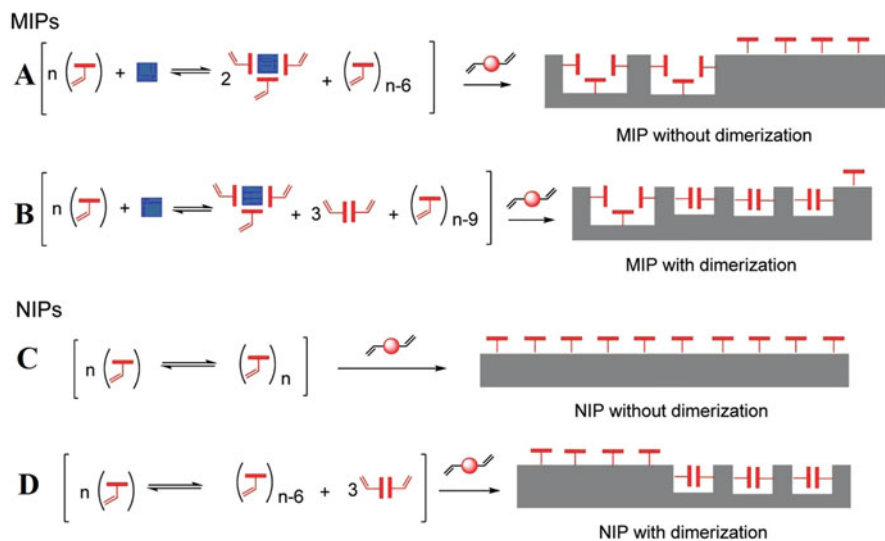 MIPs
A n + 2 + n-6
MIP without dimerization
B n + + 3 + n-9
MIP with dimerization
NIPs
C n n
NIP without dimerization
D n n-6 + 3
NIP with dimerization